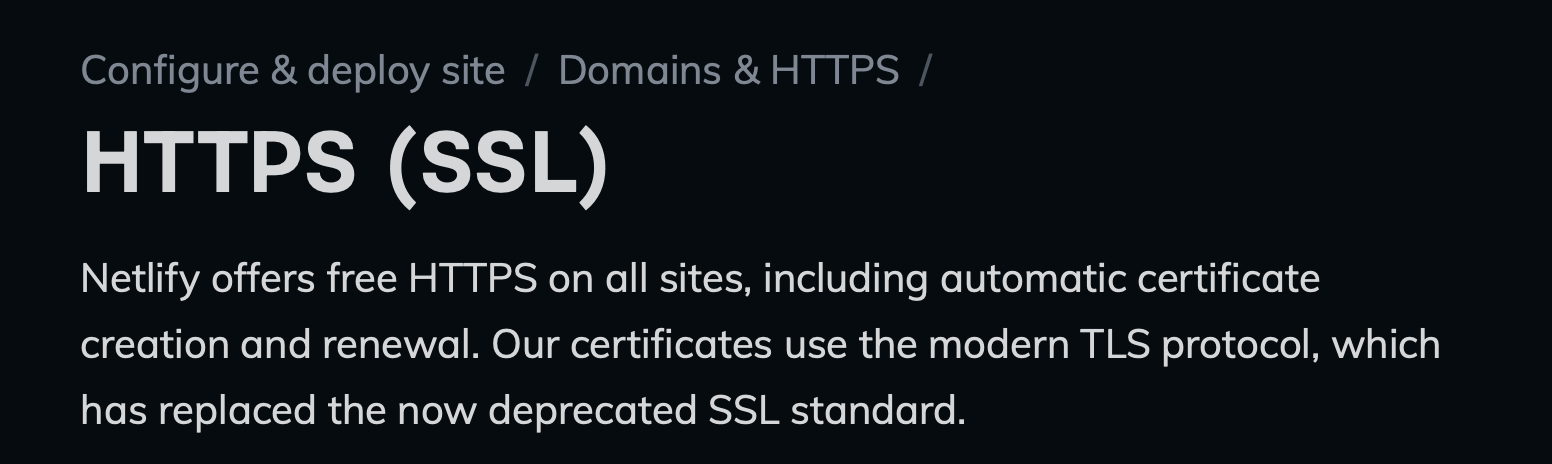 Configure & deploy site / Domains & HTTPS /
HTTPS (SSL)
Netlify offers free HTTPS on all sites, including automatic certificate
creation and renewal. Our certificates use the modern TLS protocol, which
has replaced the now deprecated SSL standard.